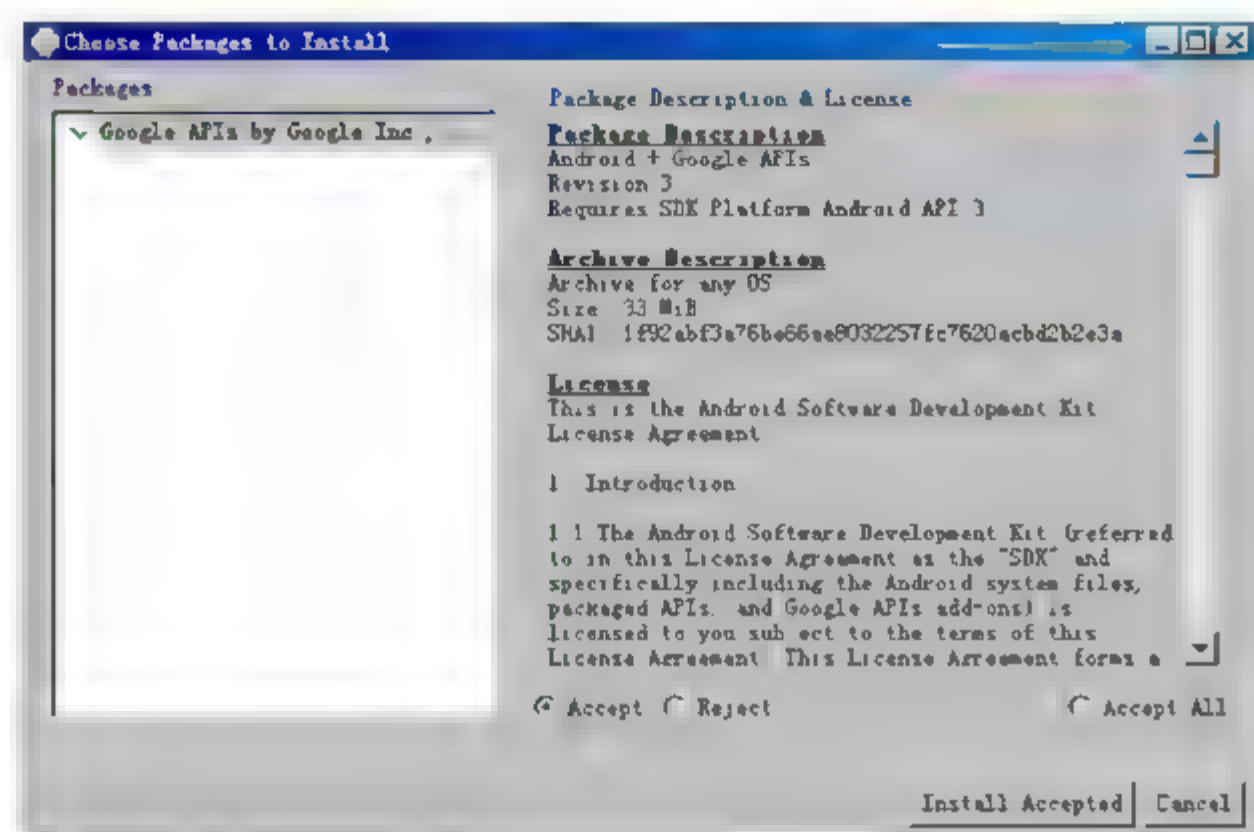 Choose Packages to Install
Packages
Google APIs by Google Inc.,
Package Description & License
Package Description
Android + Google APIs
Revision 3
Requires SDK Platform Android API 3
Archive Description
Archive for any OS
Size 33 MiB
SHA1
License
This is the Android Software Development Kit
License Agreement
1 Introduction
1 1 The Android Software Development Kit (referred
to in this License Agreement as the "SDK" and
specifically including the Android system files,
packaged APIs, and Google APIs add-ons) is
licensed to you subject to the terms of this
License Agreement This License Agreement forms a
Accept Reject Accept All
Install Accepted Cancel